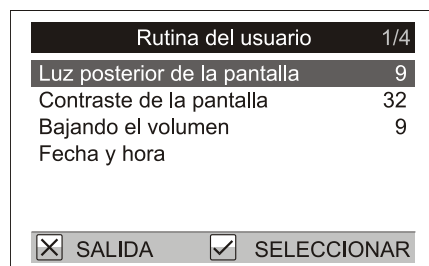 Rutina del usuario 1/4
Luz posterior de la pantalla 9
Contraste de la pantalla 32
Bajando el volumen 9
Fecha y hora
SALIDA SELECCIONAR